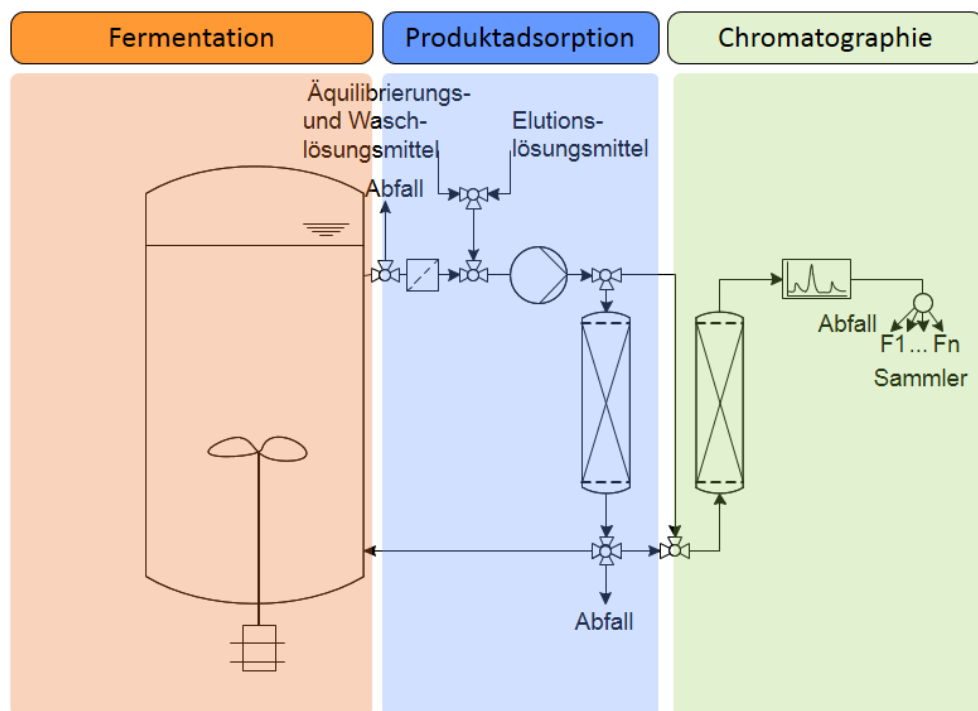 Fermentation
Produktadsorption
Chromatographie
Äquilibrierungs-
und Wasch-
lösungsmittel
Elutions-
lösungsmittel
Abfall
Abfall
F1 ... Fn
Sammler
Abfall